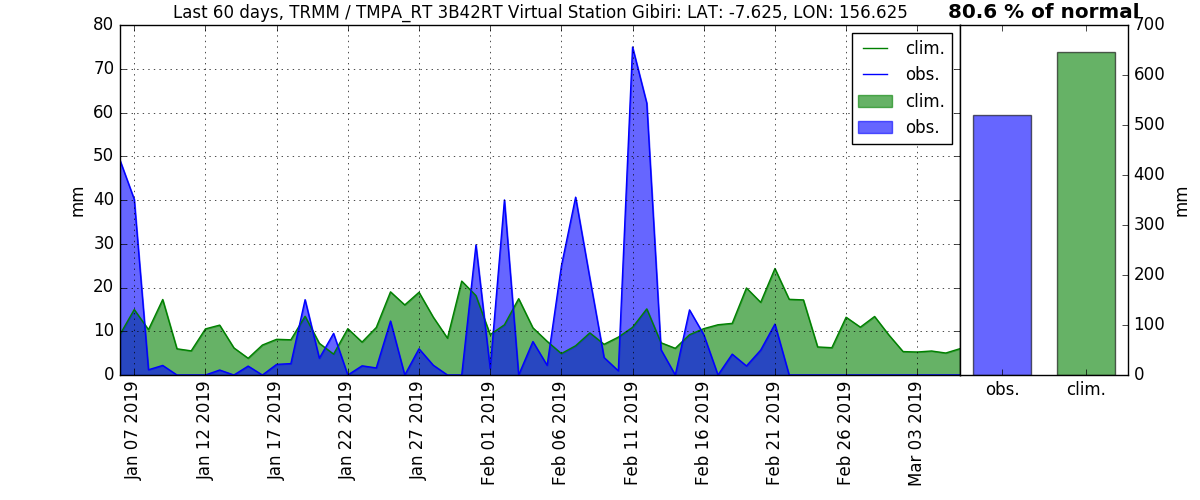 Last 60 days, TRMM / TMPA_RT 3B42RT Virtual Station Gibiri: LAT: -7.625, LON: 156.625
80.6 % of normal
80
70
60
50
40
30
20
10
0
mm
clim.
obs.
clim.
obs.
Jan 07 2019
Jan 12 2019
Jan 17 2019
Jan 22 2019
Jan 27 2019
Feb 01 2019
Feb 06 2019
Feb 11 2019
Feb 16 2019
Feb 21 2019
Feb 26 2019
Mar 03 2019
700
600
500
400
300
200
100
0
mm
obs.
clim.